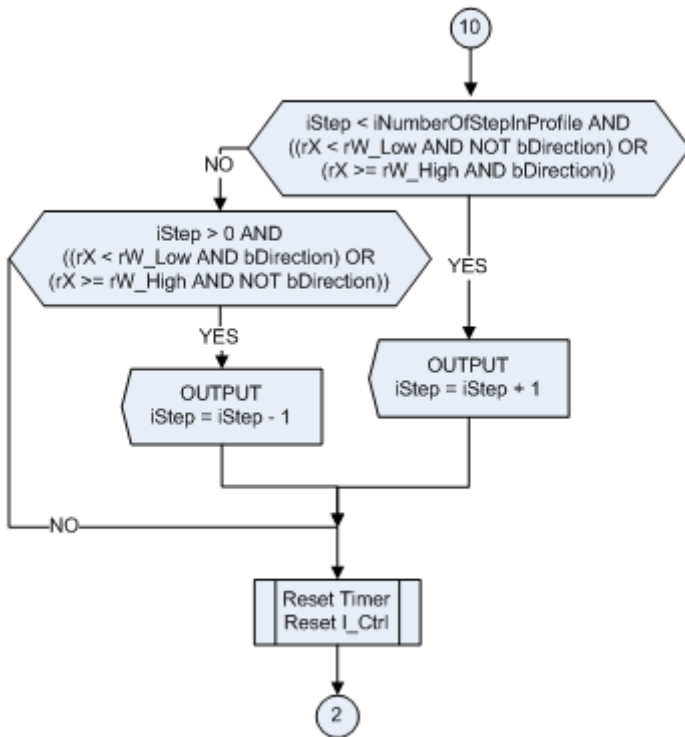 10
iStep < iNumberOfStepInProfile AND
((rX < rW_Low AND NOT bDirection) OR
(rX >= rW_High AND bDirection))
NO
iStep > 0 AND
((rX < rW_Low AND bDirection) OR
(rX >= rW_High AND NOT bDirection))
YES
YES
OUTPUT
iStep = iStep + 1
OUTPUT
iStep = iStep - 1
NO
Reset Timer
Reset I_Ctrl
2